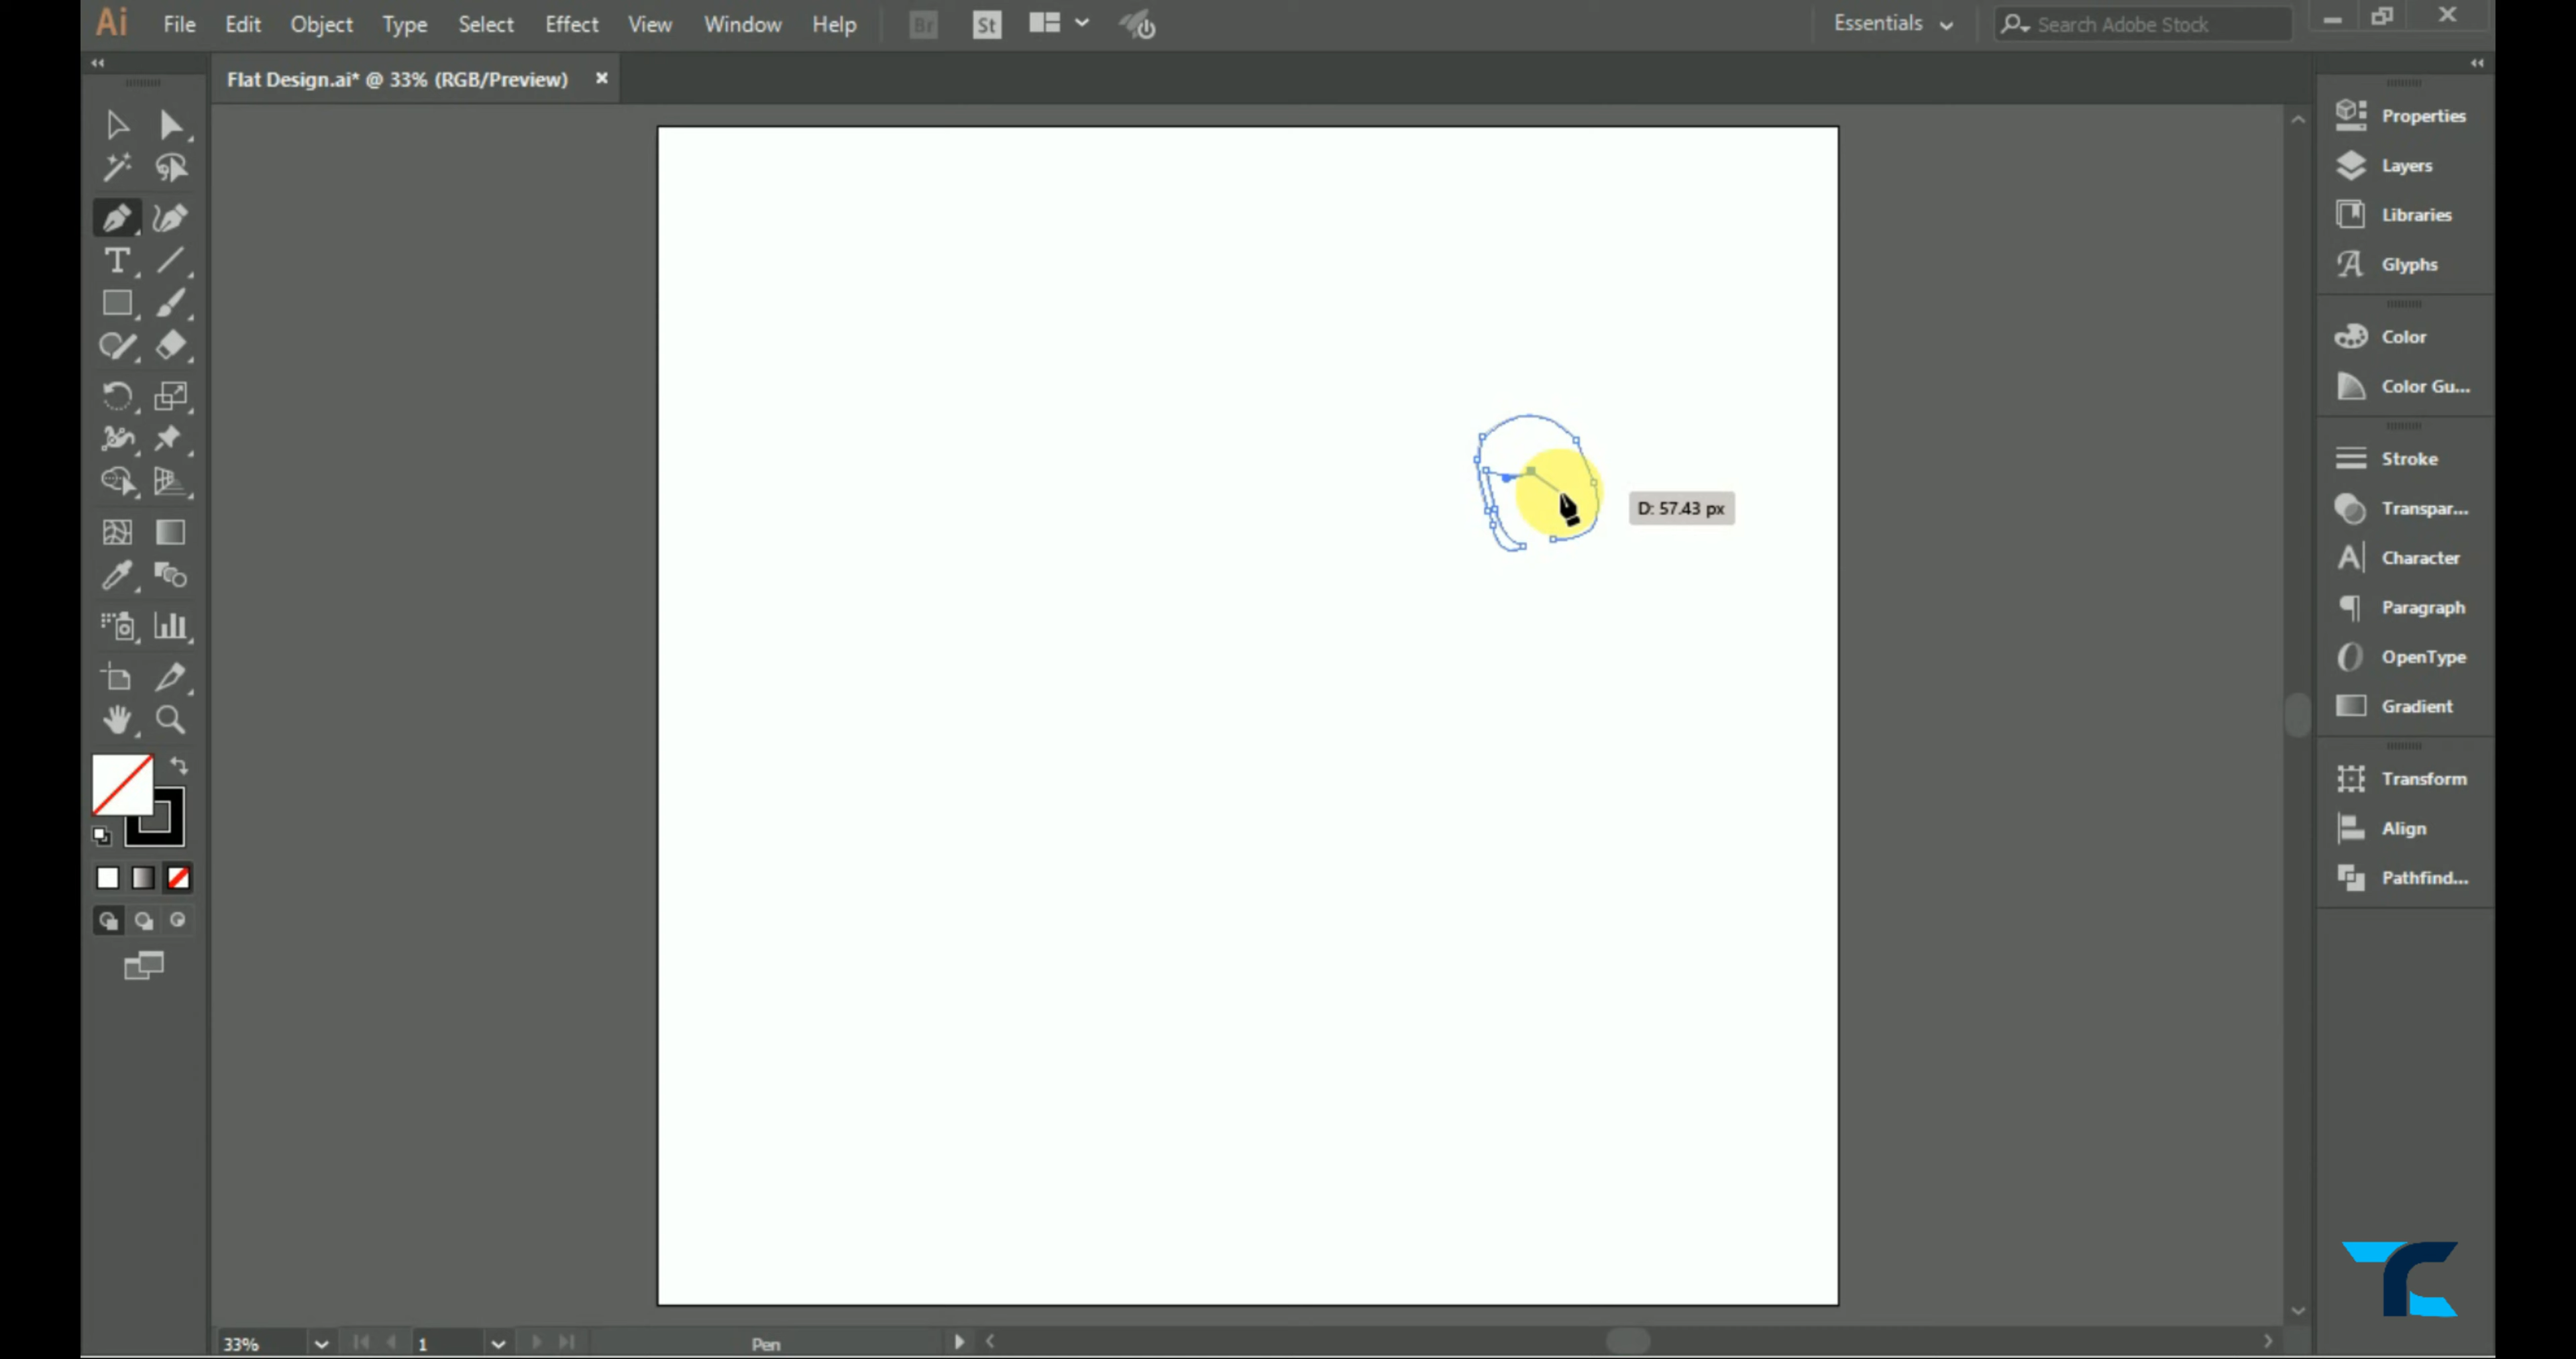 Ai File Edit Object Type Select Effect View Window Help Br St Essentials Search Adobe Stock
Flat Design.ai* @ 33% (RGB/Preview)
Properties
Layers
Libraries
Glyphs
Color
Color Gu...
Stroke
D: 57.43 px
Transpar...
Character
Paragraph
OpenType
Gradient
Transform
Align
Pathfind...
TC
33% 1 Pen